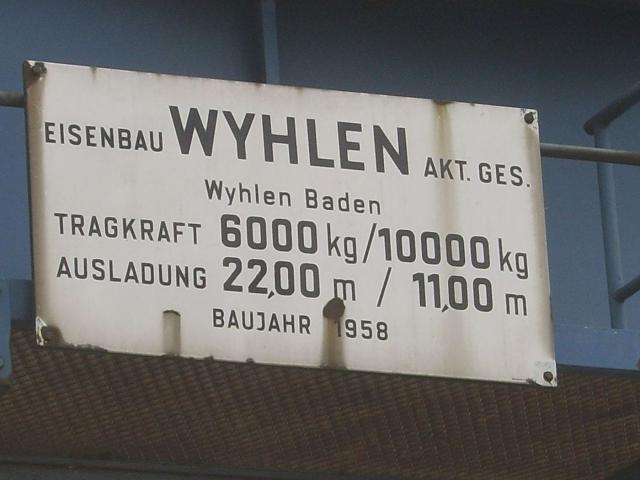 EISENBAU WYHLEN AKT. GES.
Wyhlen Baden
TRAGKRAFT 6000 kg/10000 kg
AUSLADUNG 22,00 m / 11,00 m
BAUJAHR 1958